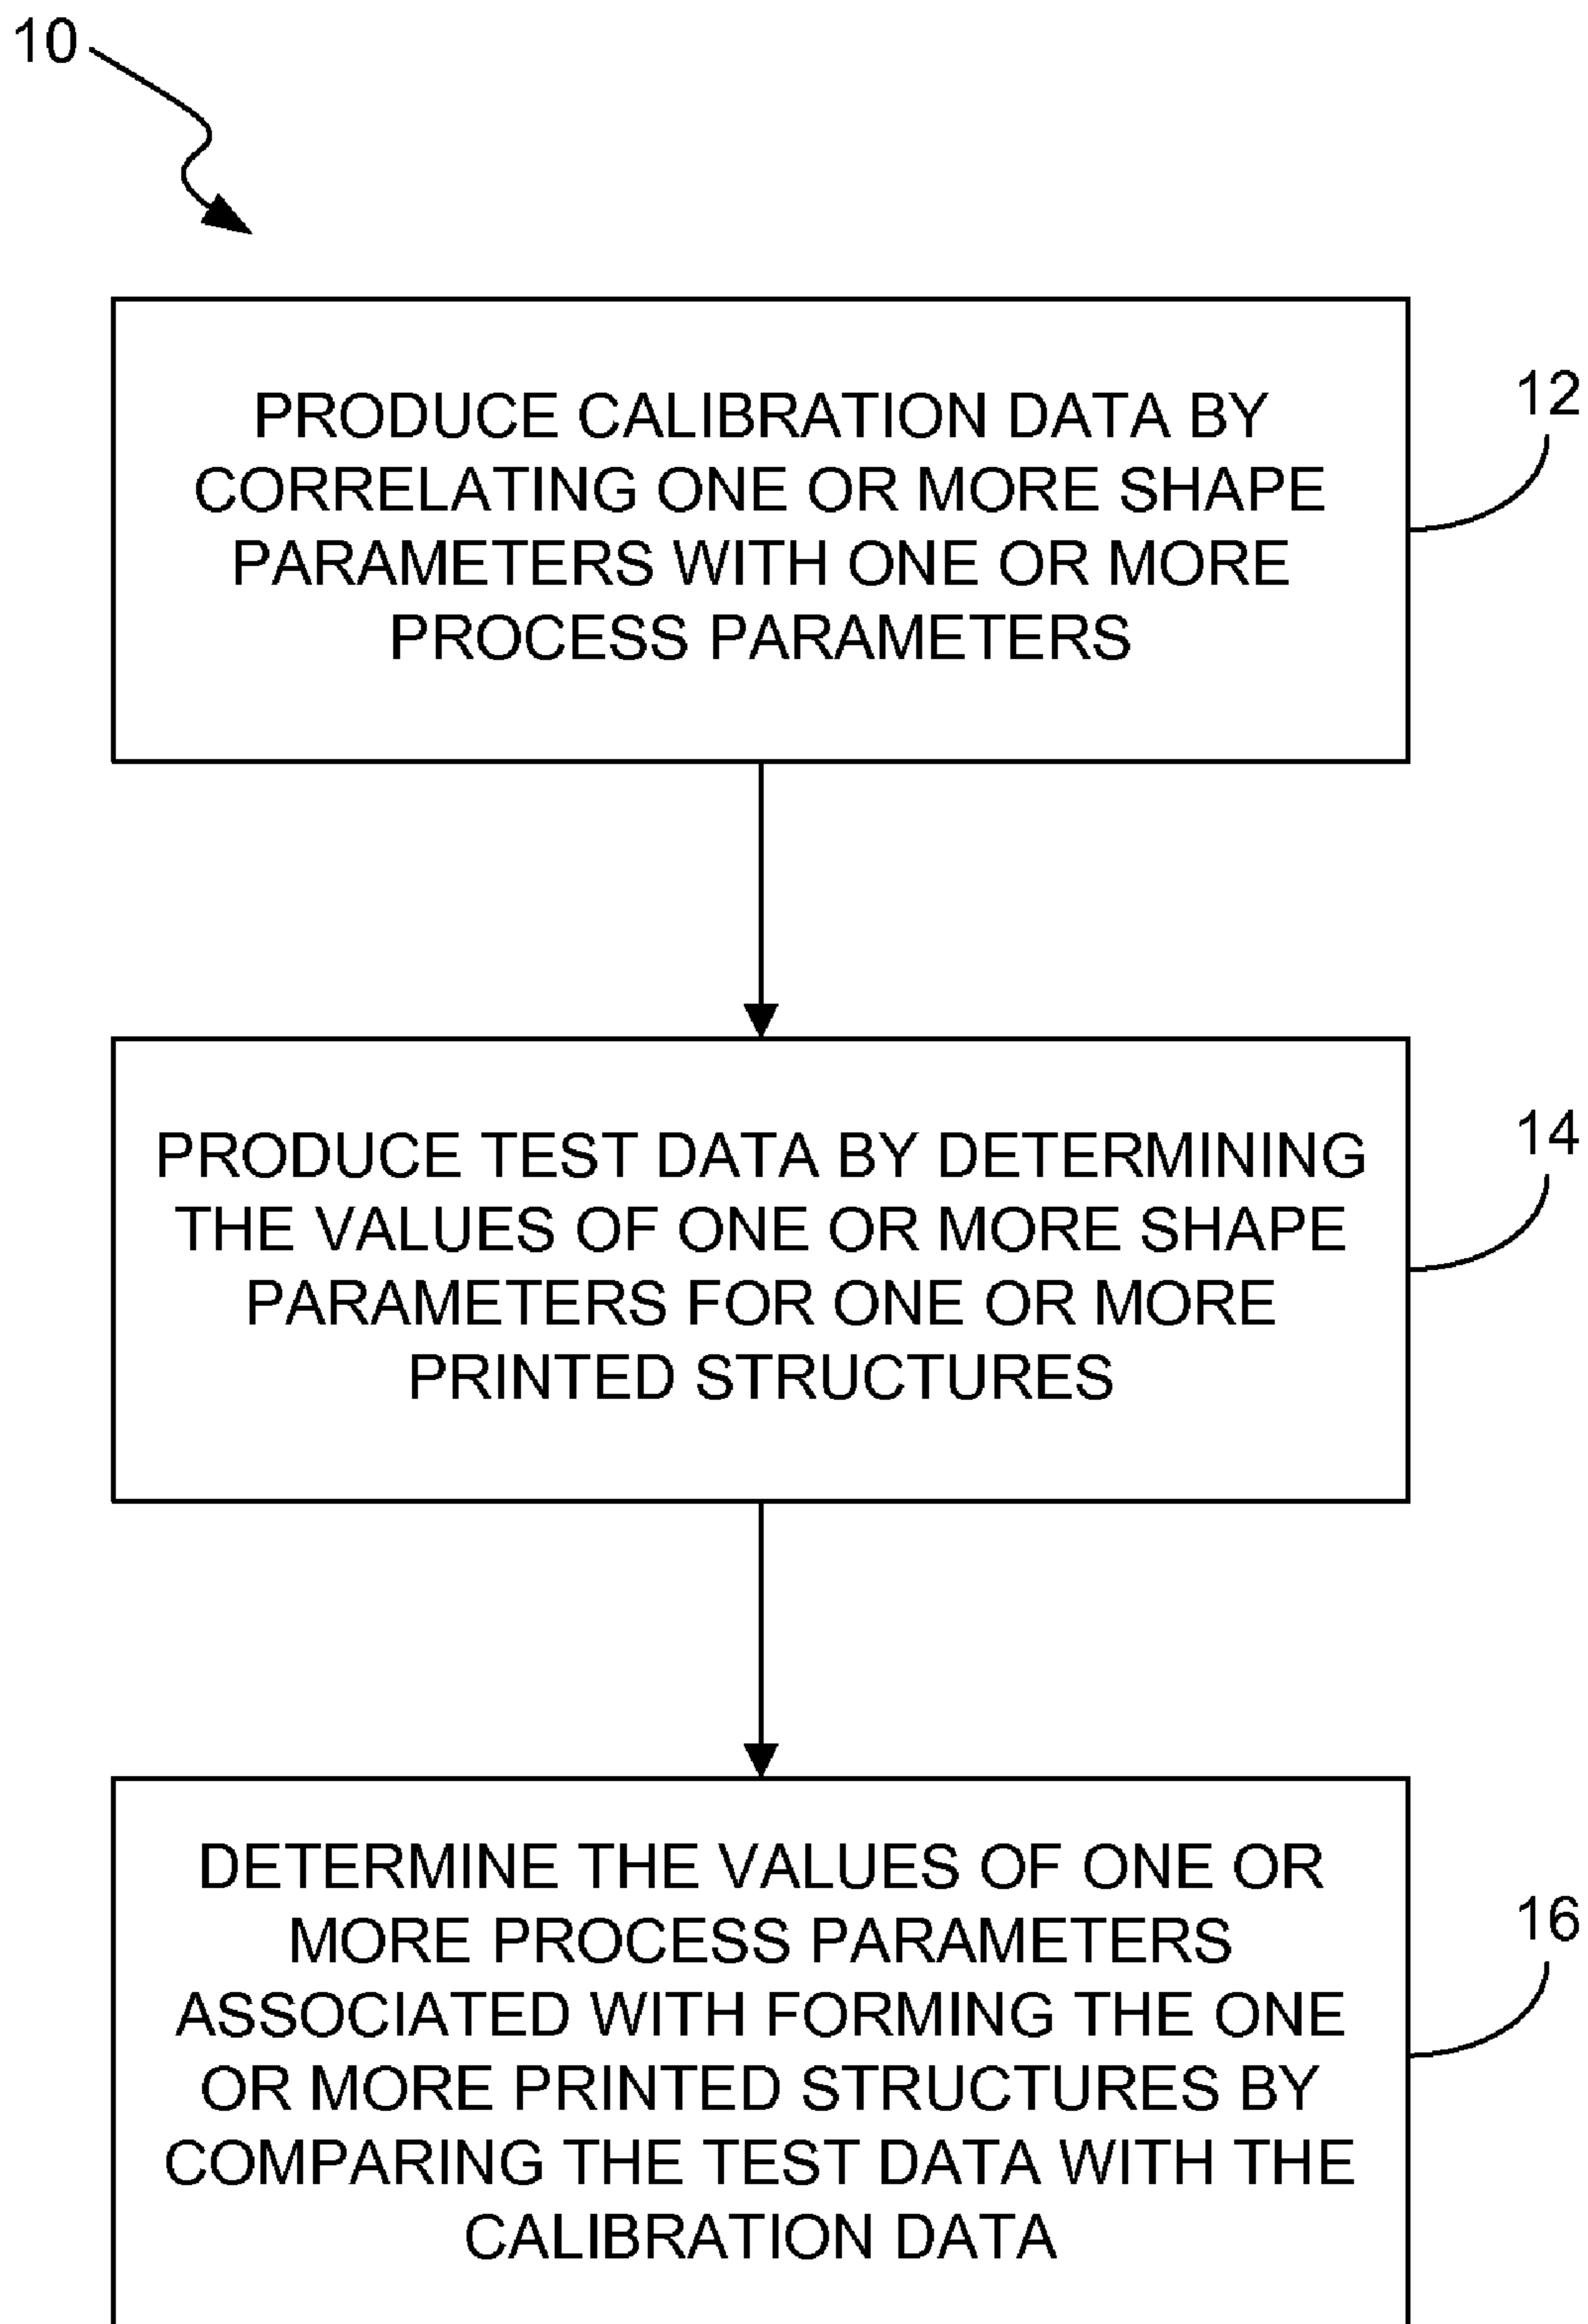 10
PRODUCE CALIBRATION DATA BY
CORRELATING ONE OR MORE SHAPE
PARAMETERS WITH ONE OR MORE
PROCESS PARAMETERS
12
PRODUCE TEST DATA BY DETERMINING
THE VALUES OF ONE OR MORE SHAPE
PARAMETERS FOR ONE OR MORE
PRINTED STRUCTURES
14
DETERMINE THE VALUES OF ONE OR
MORE PROCESS PARAMETERS
ASSOCIATED WITH FORMING THE ONE
OR MORE PRINTED STRUCTURES BY
COMPARING THE TEST DATA WITH THE
CALIBRATION DATA
16